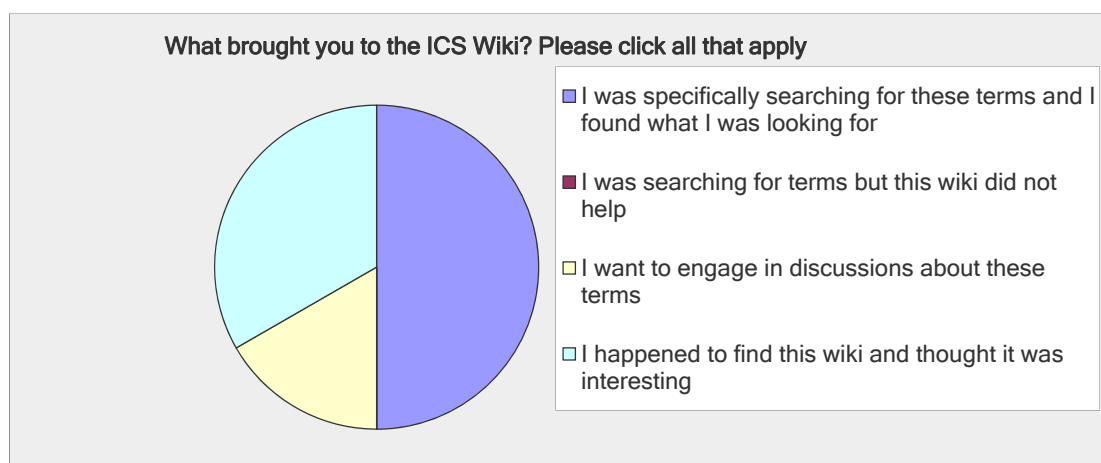 What brought you to the ICS Wiki? Please click all that apply
I was specifically searching for these terms and I
found what I was looking for
I was searching for terms but this wiki did not
help
I want to engage in discussions about these
terms
I happened to find this wiki and thought it was
interesting